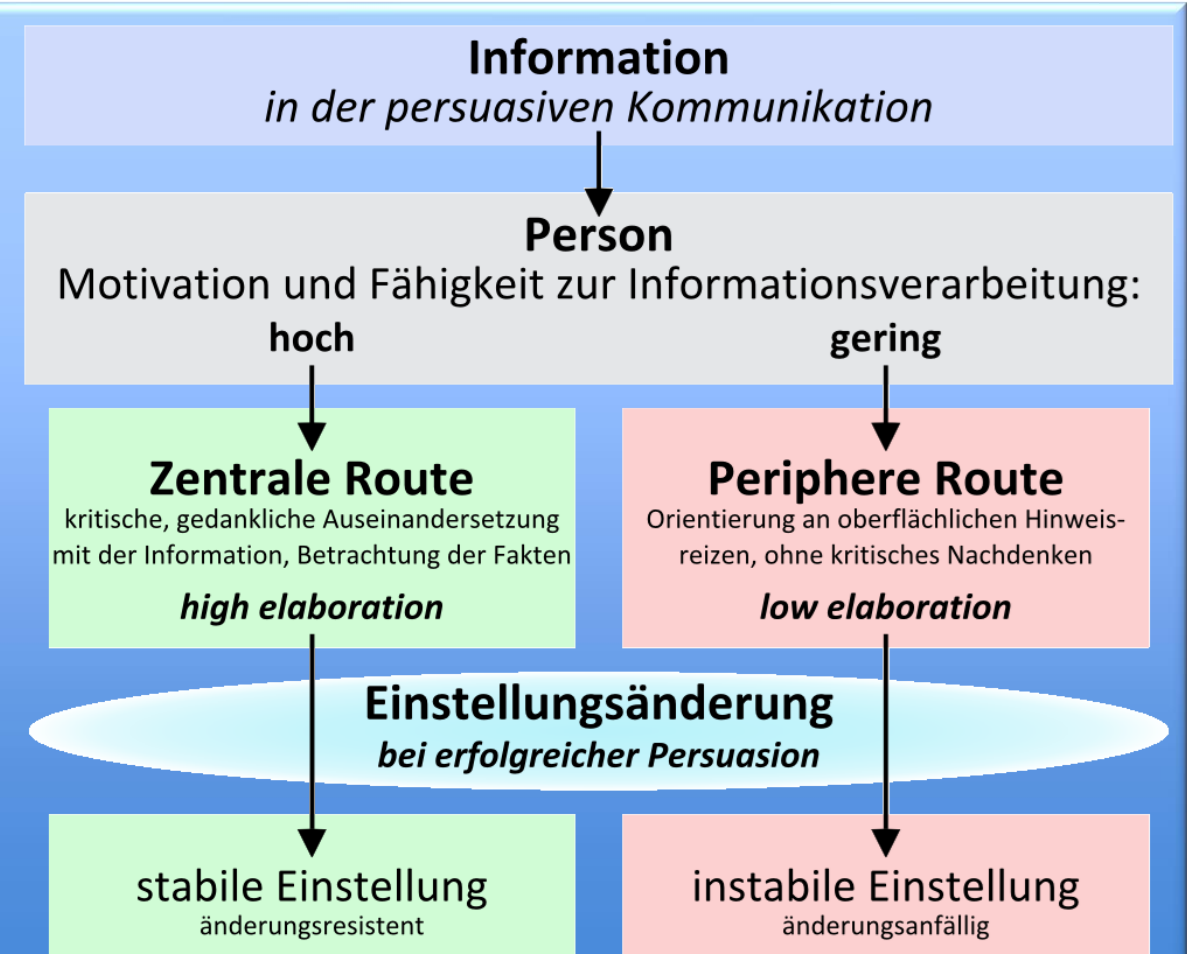 Information
in der persuasiven Kommunikation
Person
Motivation und Fähigkeit zur Informationsverarbeitung:
hoch
gering
Zentrale Route
kritische, gedankliche Auseinandersetzung
mit der Information, Betrachtung der Fakten
high elaboration
Periphere Route
Orientierung an oberflächlichen Hinweis-
reizen, ohne kritisches Nachdenken
low elaboration
Einstellungsänderung
bei erfolgreicher Persuasion
stabile Einstellung
änderungsresistent
instabile Einstellung
änderungsanfällig